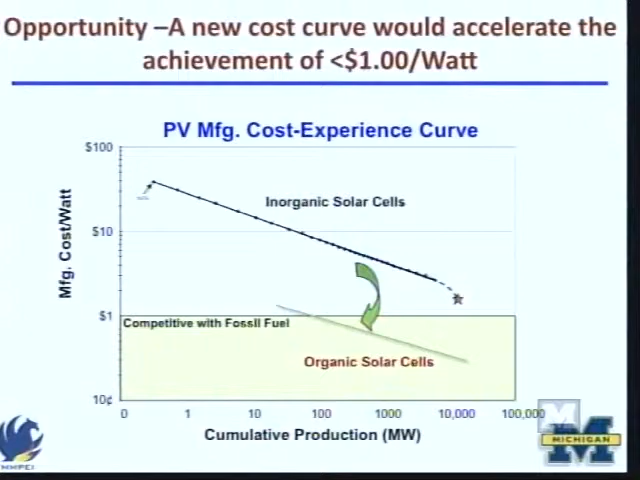 Opportunity –A new cost curve would accelerate the
achievement of <$1.00/Watt
PV Mfg. Cost-Experience Curve
$100
Inorganic Solar Cells
$10
Mfg. Cost/Watt
$1
Competitive with Fossil Fuel
Organic Solar Cells
10¢
0 1 10 100 1000 10,000 100,000
Cumulative Production (MW)
M
MICHIGAN